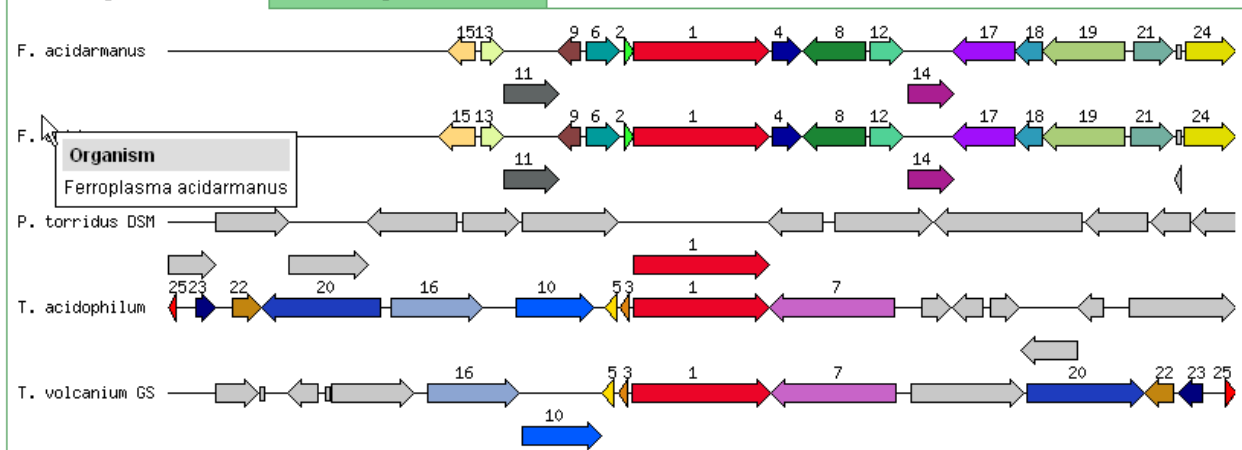 15 13 9 6 2 1 4 8 12 17 18 19 21 24
F. acidarmanus
11 14
15 13 9 6 2 1 4 8 12 17 18 19 21 24
F.
Organism
11 14
Ferroplasma acidarmanus
P. torridus DSM
1
25 23 22 20 16 10 5 3 1 7
T. acidophilum
16 5 3 1 7 20 22 23 25
T. volcanium GS
10